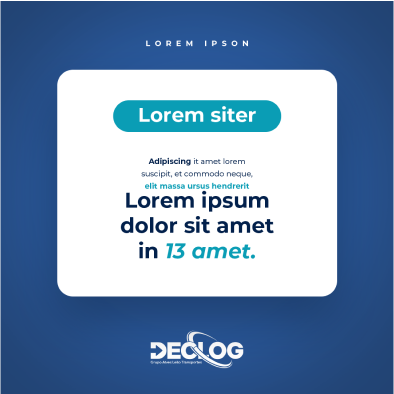 LOREM IPSON
Lorem siter
Adipiscing it amet lorem
suscipit, et commodo neque,
elit massa ursus hendrerit
Lorem ipsum
dolor sit amet
in 13 amet.
DECLOG